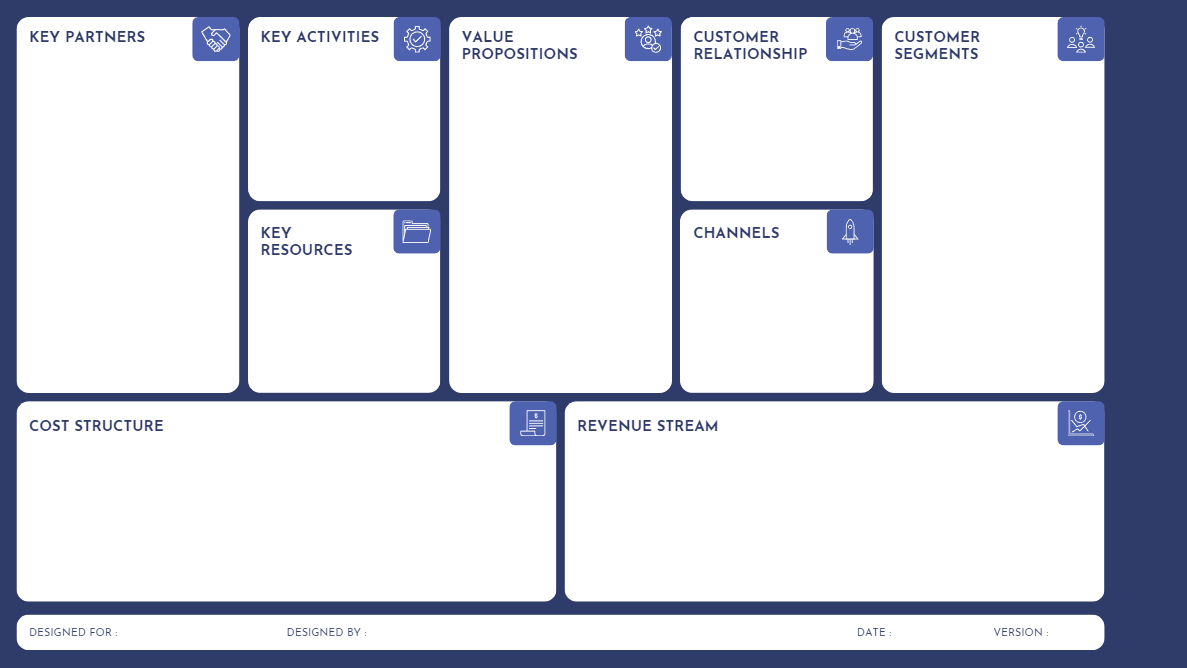 KEY PARTNERS
KEY ACTIVITIES
VALUE
PROPOSITIONS
CUSTOMER
RELATIONSHIP
CUSTOMER
SEGMENTS
KEY
RESOURCES
CHANNELS
COST STRUCTURE
$
REVENUE STREAM
$
DESIGNED FOR :
DESIGNED BY :
DATE :
VERSION :